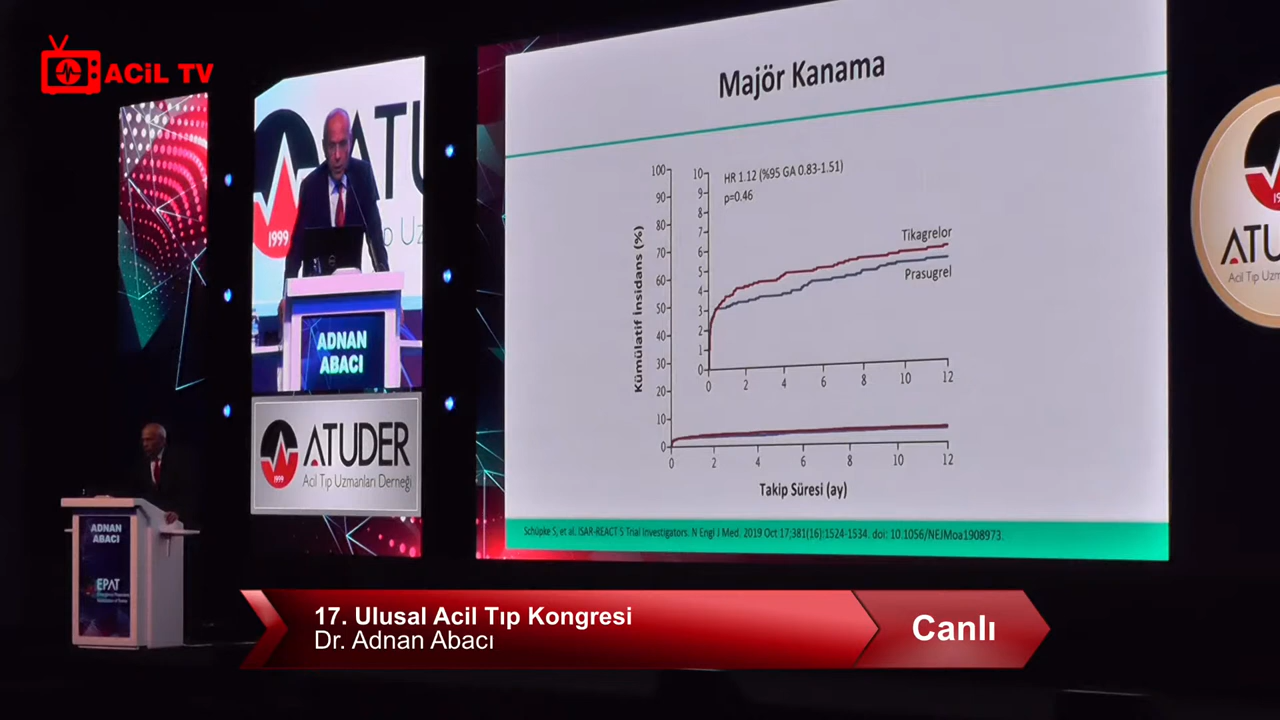 ACiL TV
ATUDER
1999
ADNAN
ABACI
ATUDER
1999
Acil Tıp Uzmanları Derneği
ADNAN
ABACI
EPAT
Majör Kanama
HR 1.12 (%95 GA 0.83-1.51)
p=0.46
Kümülatif İnsidans (%)
100
90
80
70
60
50
40
30
20
10
0
10
9
8
7
6
5
4
3
2
1
0
Tikagrelor
Prasugrel
0 2 4 6 8 10 12
0 2 4 6 8 10 12
Takip Süresi (ay)
Schüpke S, et al. ISAR-REACT-5 Trial Investigators. N Engl J Med. 2019 Oct 17;381(16):1524-1534. doi: 10.1056/NEJMoa1908973.
17. Ulusal Acil Tıp Kongresi
Dr. Adnan Abacı
Canlı